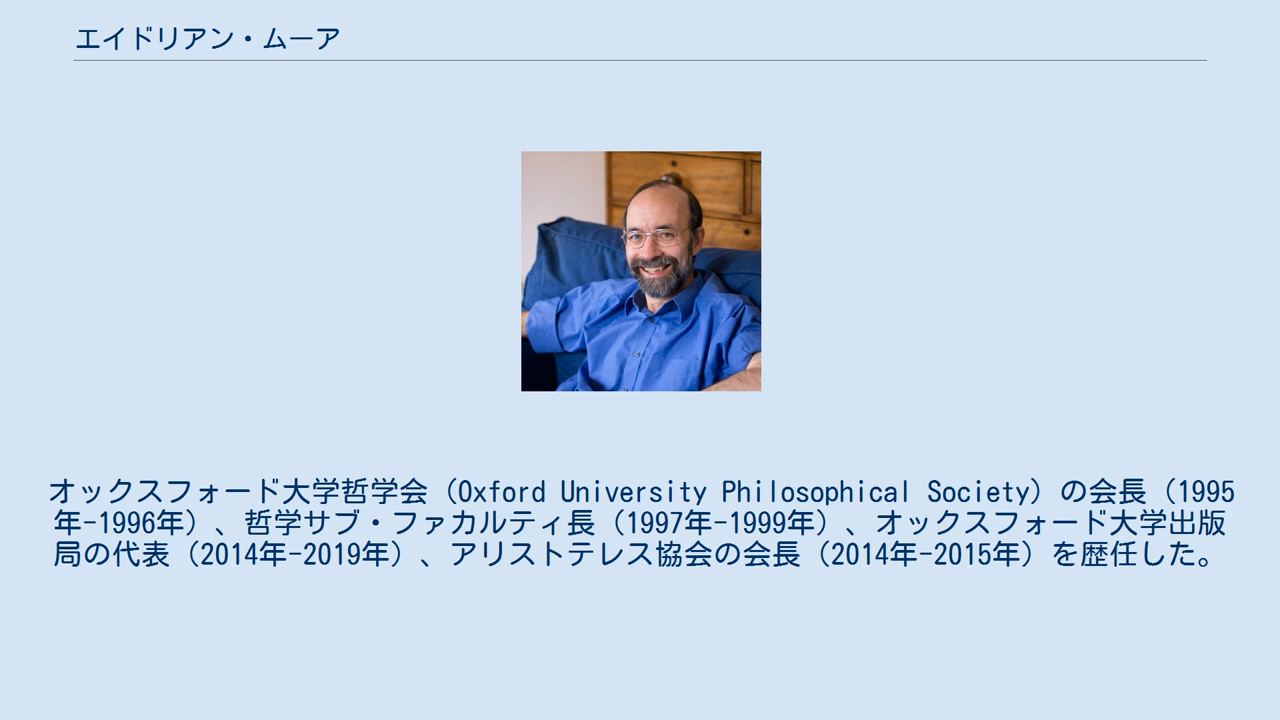 エイドリアン・ムーア
オックスフォード大学哲学会（Oxford University Philosophical Society）の会長（1995
年-1996年）、哲学サブ・ファカルティ長（1997年-1999年）、オックスフォード大学出版
局の代表（2014年-2019年）、アリストテレス協会の会長（2014年-2015年）を歴任した。